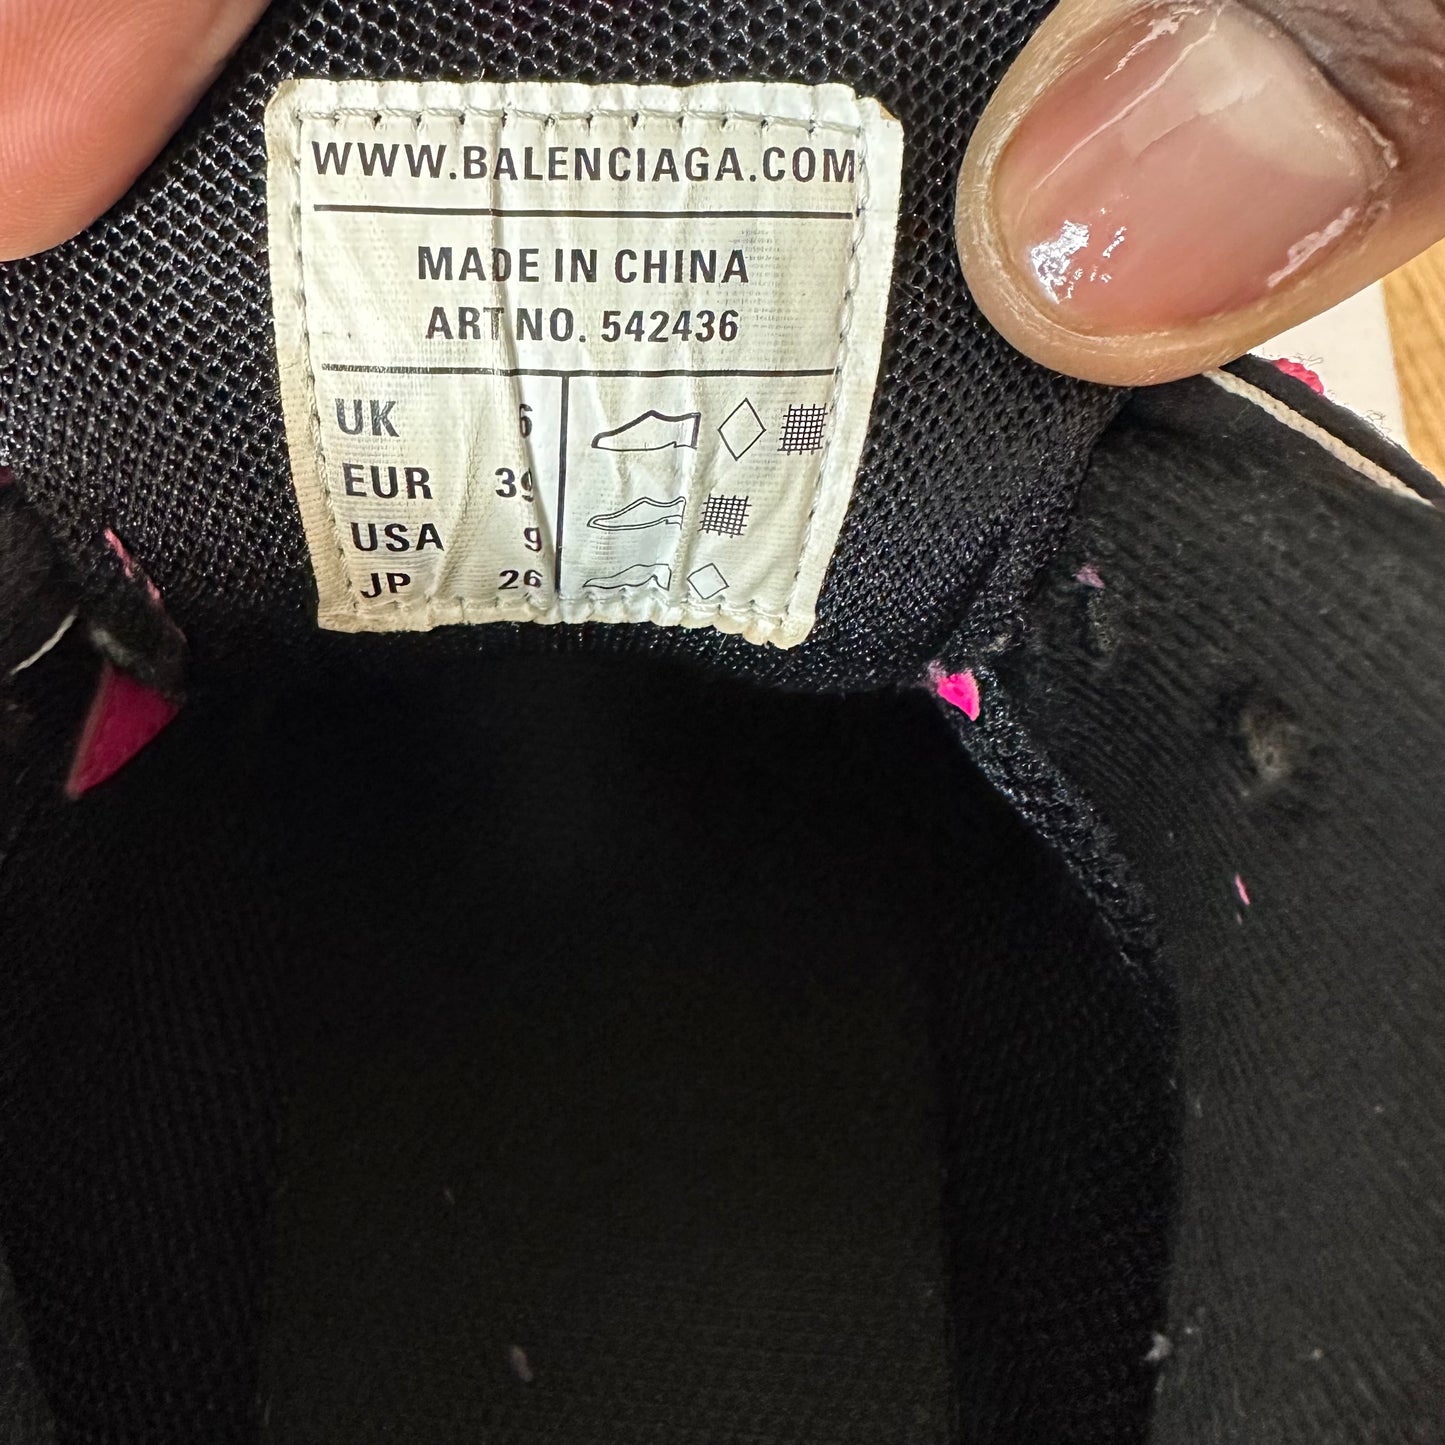 WWW.BALENCIAGA.COM
MADE IN CHINA
ART NO. 542436
UK 6
EUR 39
USA 9
JP 26